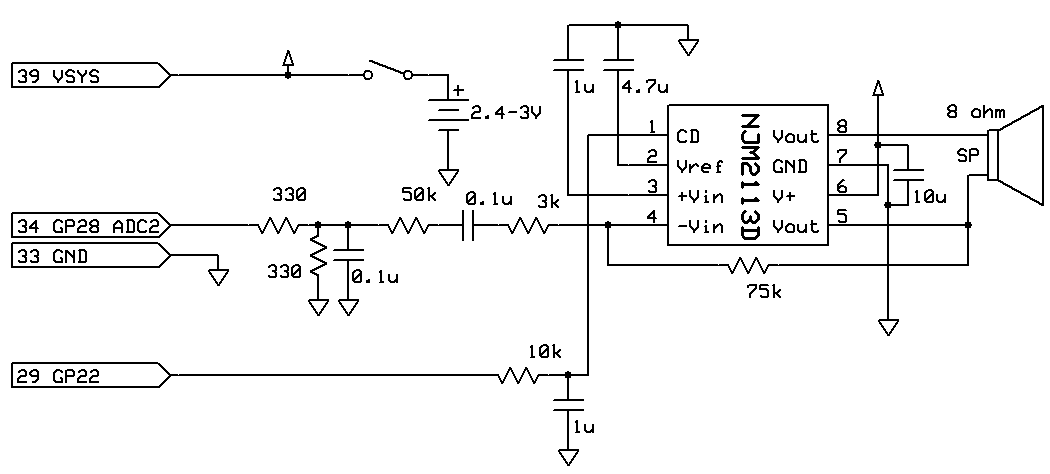 1u
4.7u
39 VSYS
+
2.4-3V
8 ohm
SP
NJM2113D
1
CD
Vout
8
2
Vref
GND
7
3
+Vin
V+
6
4
-Vin
Vout
5
10u
330
50k
0.1u
3k
34 GP28 ADC2
33 GND
330
0.1u
75k
10k
29 GP22
1u